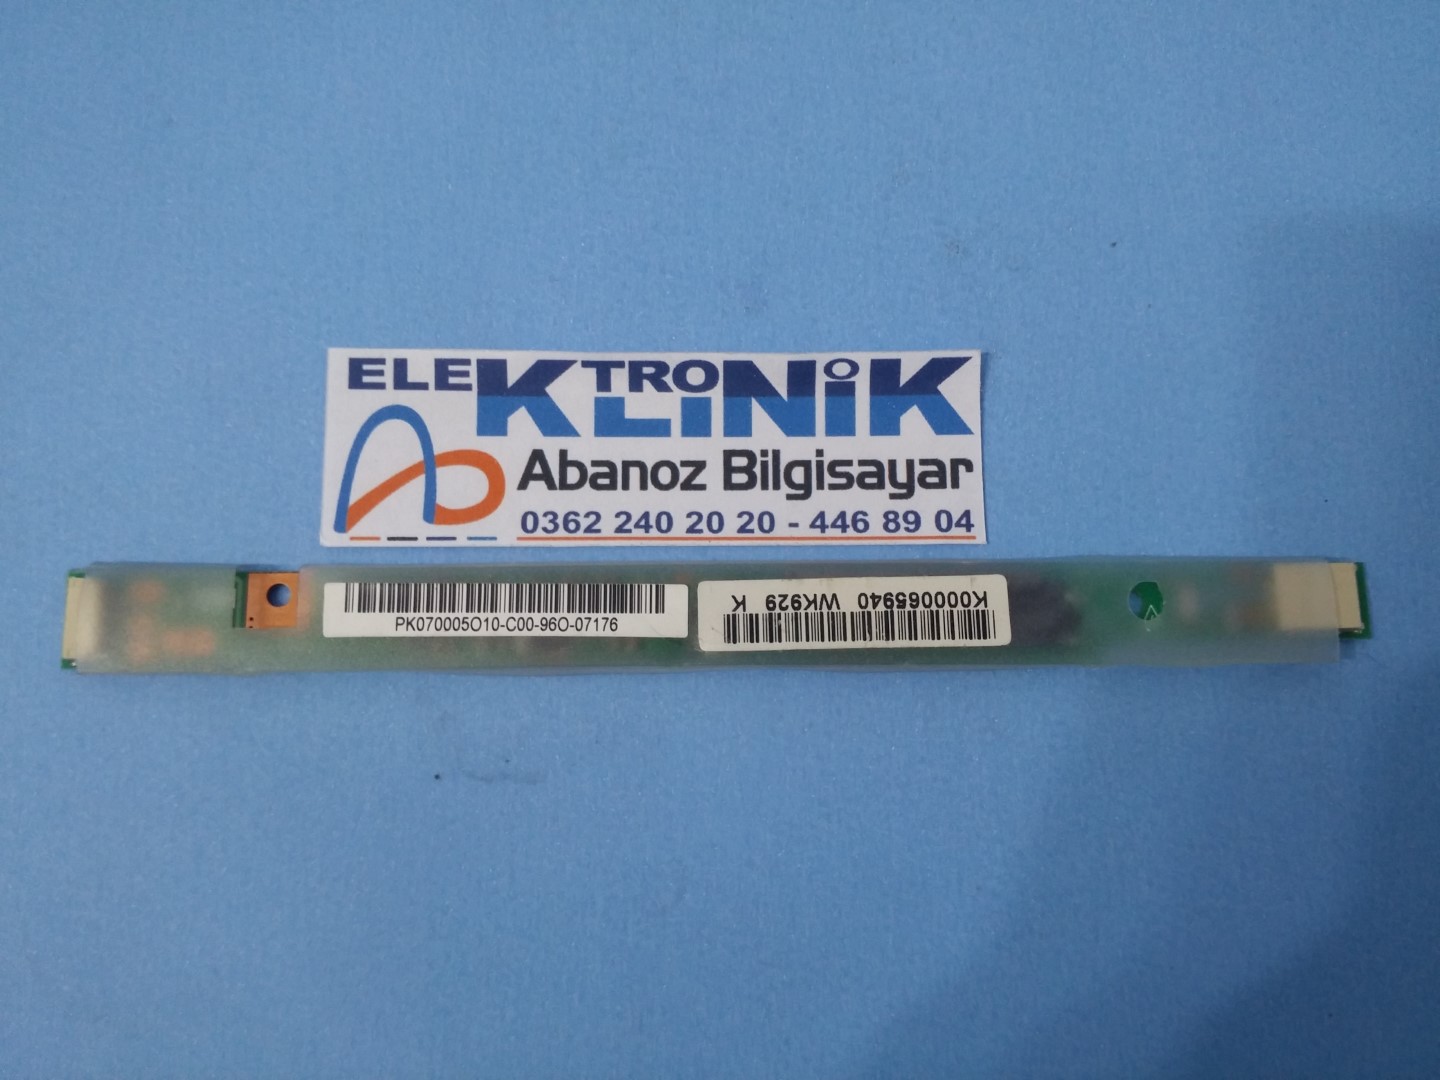 ELEKTRONİK
KLİNİK
Abanoz Bilgisayar
0362 240 20 20 - 446 89 04
PK070005O10-C00-96O-07176
K000065940 WK929 K